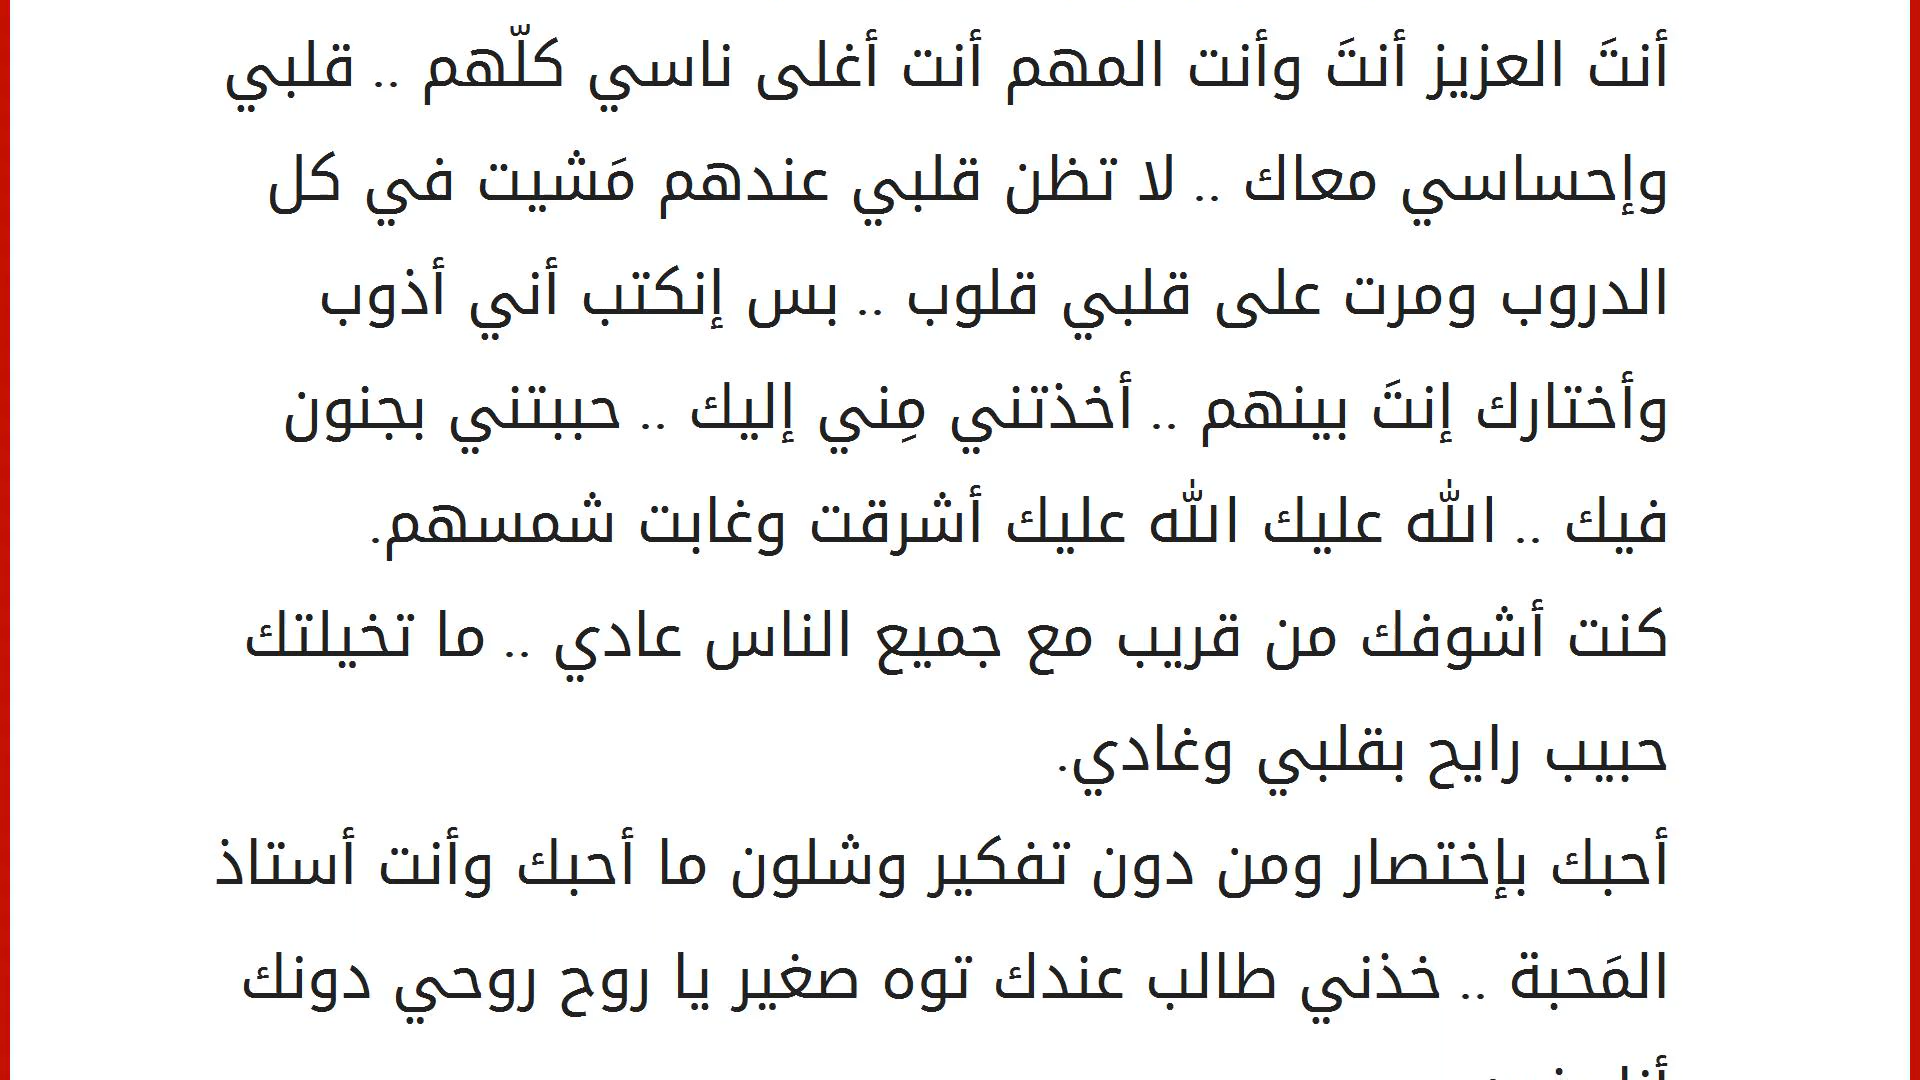 أنتَ العزيز أنتَ وأنت المهم أنت أغلى ناسي كلّهم .. قلبي
وإحساسي معاك .. لا تظن قلبي عندهم مَشيت في كل
الدروب ومرت على قلبي قلوب .. بس إنكتب أني أذوب
وأختارك إنتَ بينهم .. أخذتني مِني إليك .. حببتني بجنون
فيك .. الله عليك الله عليك أشرقت وغابت شمسهم.
كنت أشوفك من قريب مع جميع الناس عادي .. ما تخيلتك
حبيب رايح بقلبي وغادي.
أحبك بإختصار ومن دون تفكير وشلون ما أحبك وأنت أستاذ
المَحبة .. خذني طالب عندك توه صغير يا روح روحي دونك